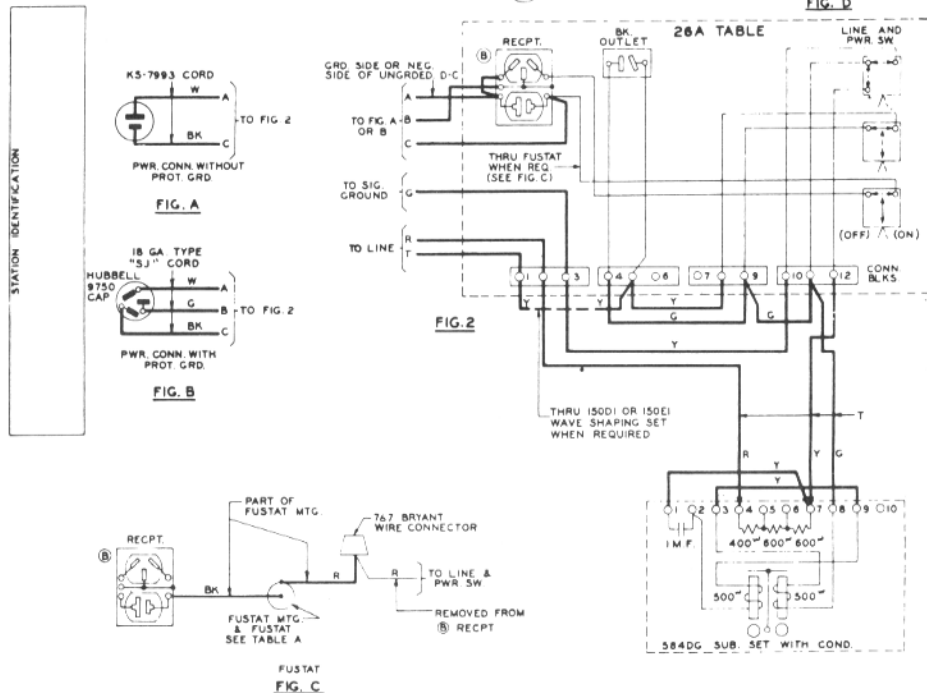 STATION IDENTIFICATION
KS-7993 CORD
W
A
TO FIG. 2
BK
C
PWR. CONN. WITHOUT
PROT. GRD.
FIG. A
18 GA TYPE
"SJ" CORD
HUBBELL
9750
CAP
W
A
G
B
TO FIG. 2
BK
C
PWR. CONN. WITH
PROT. GRD.
FIG. B
FIG. D
26A TABLE
B
RECPT.
BK.
OUTLET
LINE AND
PWR. SW.
GRD SIDE OR NEG.
SIDE OF UNGRDED D-C
A
TO FIG. A
OR B
B
C
THRU FUSTAT
WHEN REQ.
(SEE FIG. C)
TO SIG.
GROUND
G
TO LINE
R
T
(OFF)
(ON)
1
3
4
6
7
9
10
12
CONN.
BLKS.
FIG. 2
Y
Y
Y
G
G
Y
THRU 150D1 OR 150E1
WAVE SHAPING SET
WHEN REQUIRED
T
R
Y
G
Y
Y
1
2
3
4
5
6
7
8
9
10
1 M.F.
400
600
600
500
500
584DG SUB. SET WITH COND.
PART OF
FUSTAT MTG.
767 BRYANT
WIRE CONNECTOR
B
RECPT.
BK
R
R
TO LINE &
PWR SW
FUSTAT MTG.
& FUSTAT
SEE TABLE A
REMOVED FROM
B RECPT
FUSTAT
FIG. C